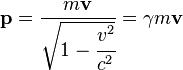 𝐩 = m𝐯 / √(1 − v²/c²) = γm𝐯